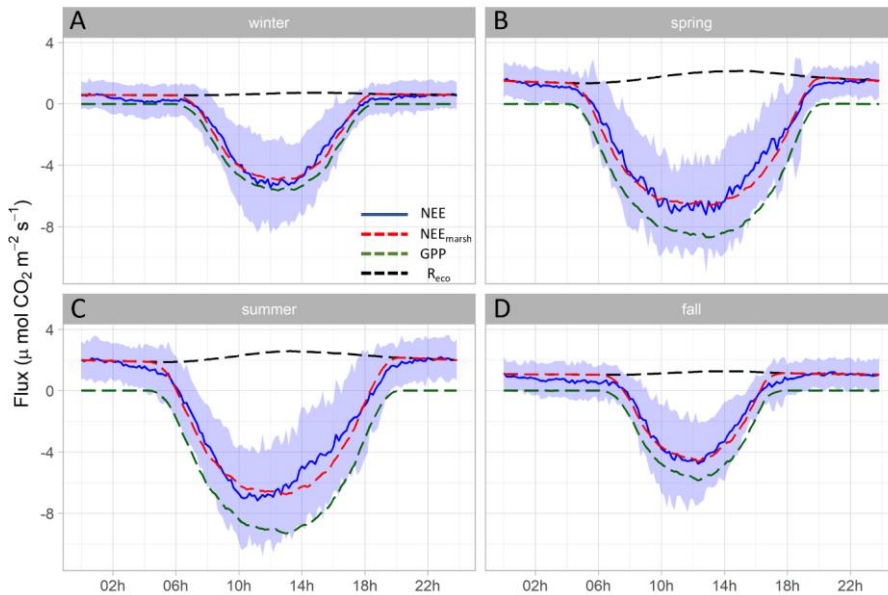 A winter
B spring
4
0
-4
-8
NEE
NEEmarsh
GPP
Reco
C summer
D fall
4
0
-4
-8
Flux (μ mol CO2 m−2 s−1)
02h 06h 10h 14h 18h 22h
02h 06h 10h 14h 18h 22h